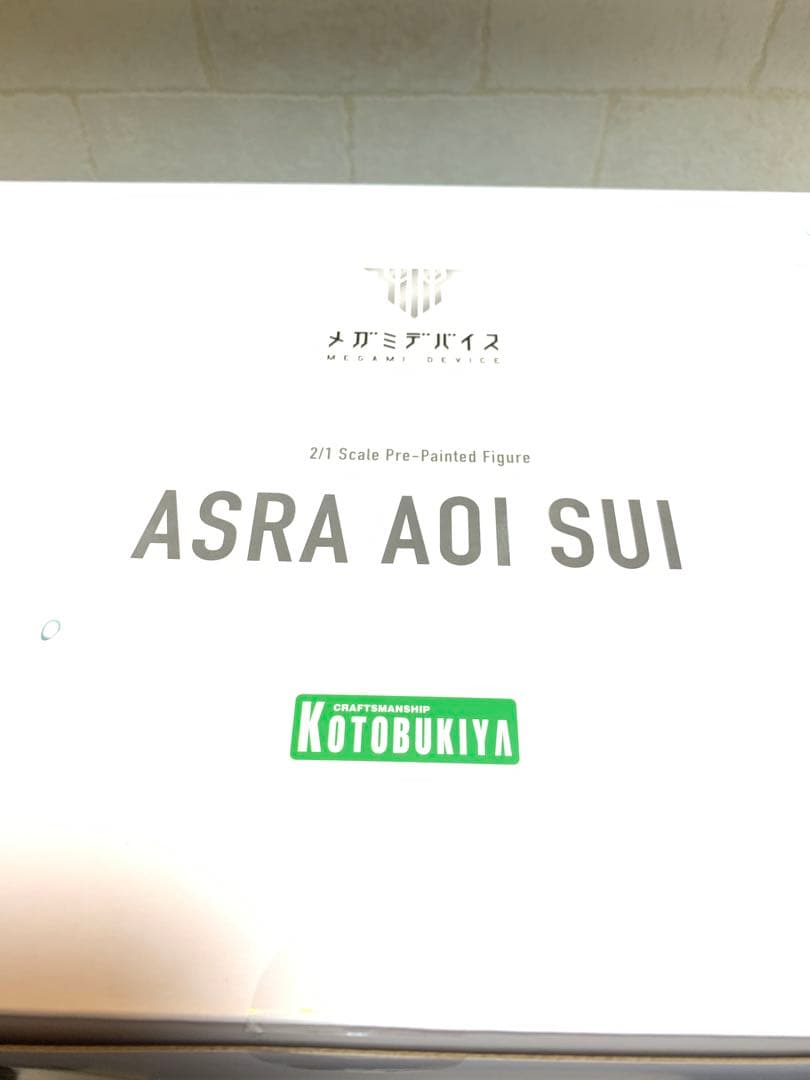 メガミデバイス
MEGAMI DEVICE
2/1 Scale Pre-Painted Figure
ASRA AOI SUI
CRAFTSMANSHIP
KOTOBUKIYA